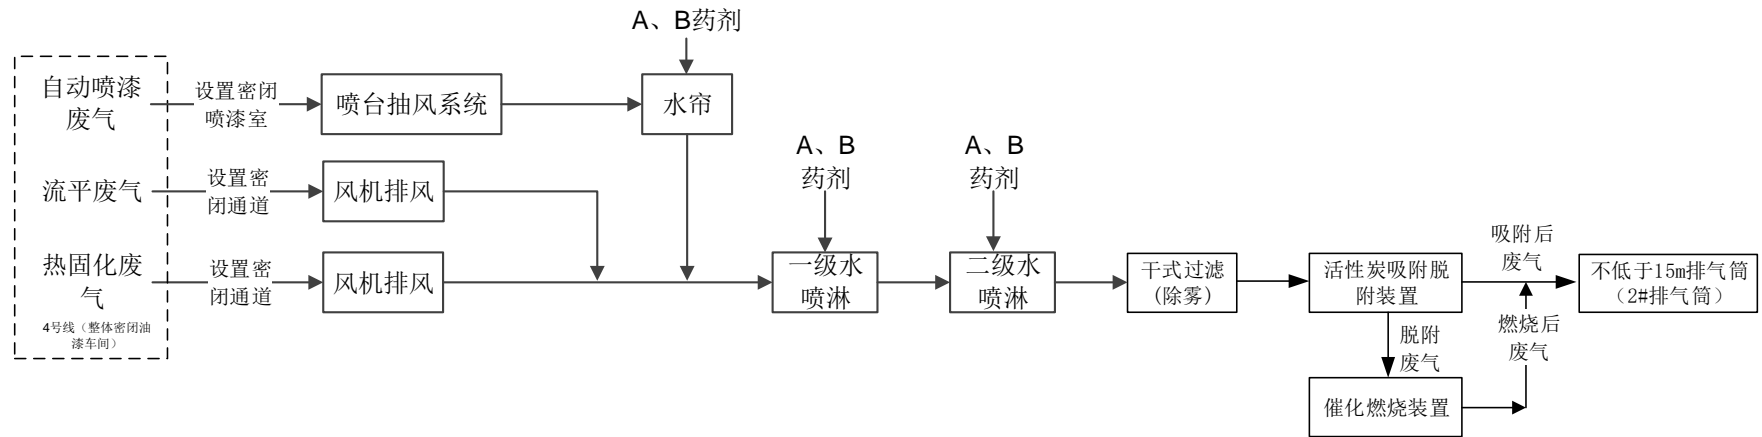 A、B药剂
自动喷漆
废气
设置密闭
喷漆室
喷台抽风系统
水帘
流平废气
设置密
闭通道
风机排风
热固化废
气
设置密
闭通道
风机排风
4号线（整体密闭油
漆车间）
A、B
药剂
一级水
喷淋
A、B
药剂
二级水
喷淋
干式过滤
(除雾)
活性炭吸附脱
附装置
吸附后
废气
不低于15m排气筒
（2#排气筒）
脱附
废气
燃烧后
废气
催化燃烧装置